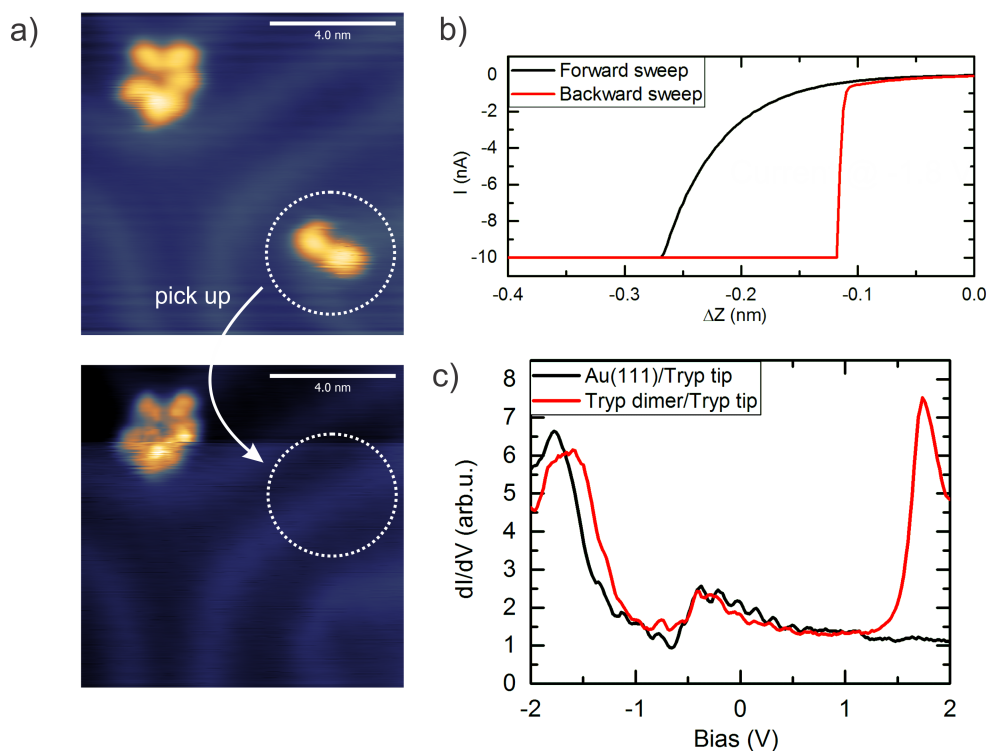 a)
4.0 nm
pick up
4.0 nm
b)
Forward sweep
Backward sweep
0
-2
-4
-6
-8
-10
I (nA)
-0.4
-0.3
-0.2
-0.1
0.0
ΔZ (nm)
c)
Au(111)/Tryp tip
Tryp dimer/Tryp tip
8
7
6
5
4
3
2
1
0
dI/dV (arb.u.)
-2
-1
0
1
2
Bias (V)